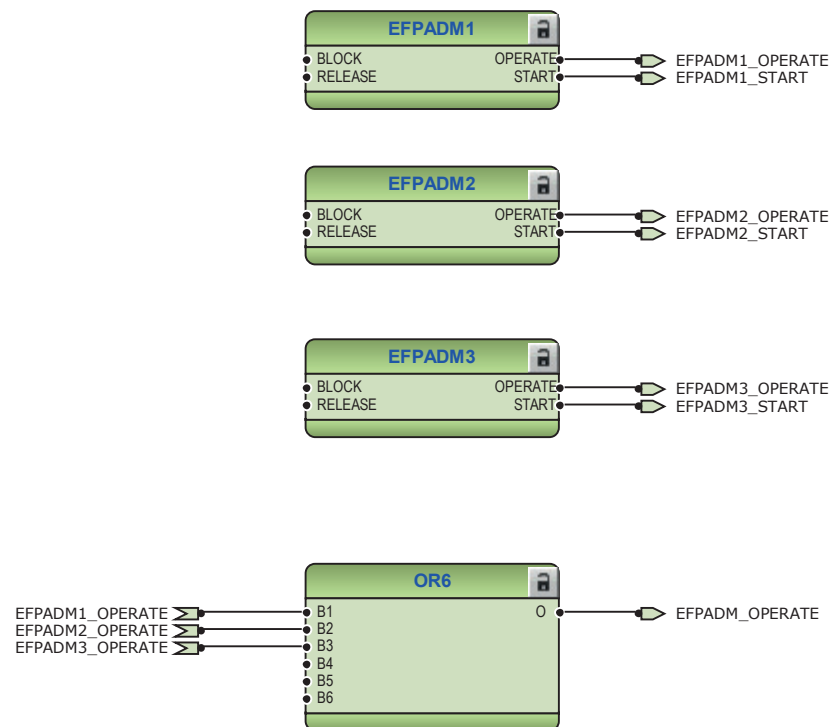 EFPADM1
BLOCK OPERATE EFPADM1_OPERATE
RELEASE START EFPADM1_START
EFPADM2
BLOCK OPERATE EFPADM2_OPERATE
RELEASE START EFPADM2_START
EFPADM3
BLOCK OPERATE EFPADM3_OPERATE
RELEASE START EFPADM3_START
OR6
EFPADM1_OPERATE B1 O EFPADM_OPERATE
EFPADM2_OPERATE B2
EFPADM3_OPERATE B3
B4
B5
B6